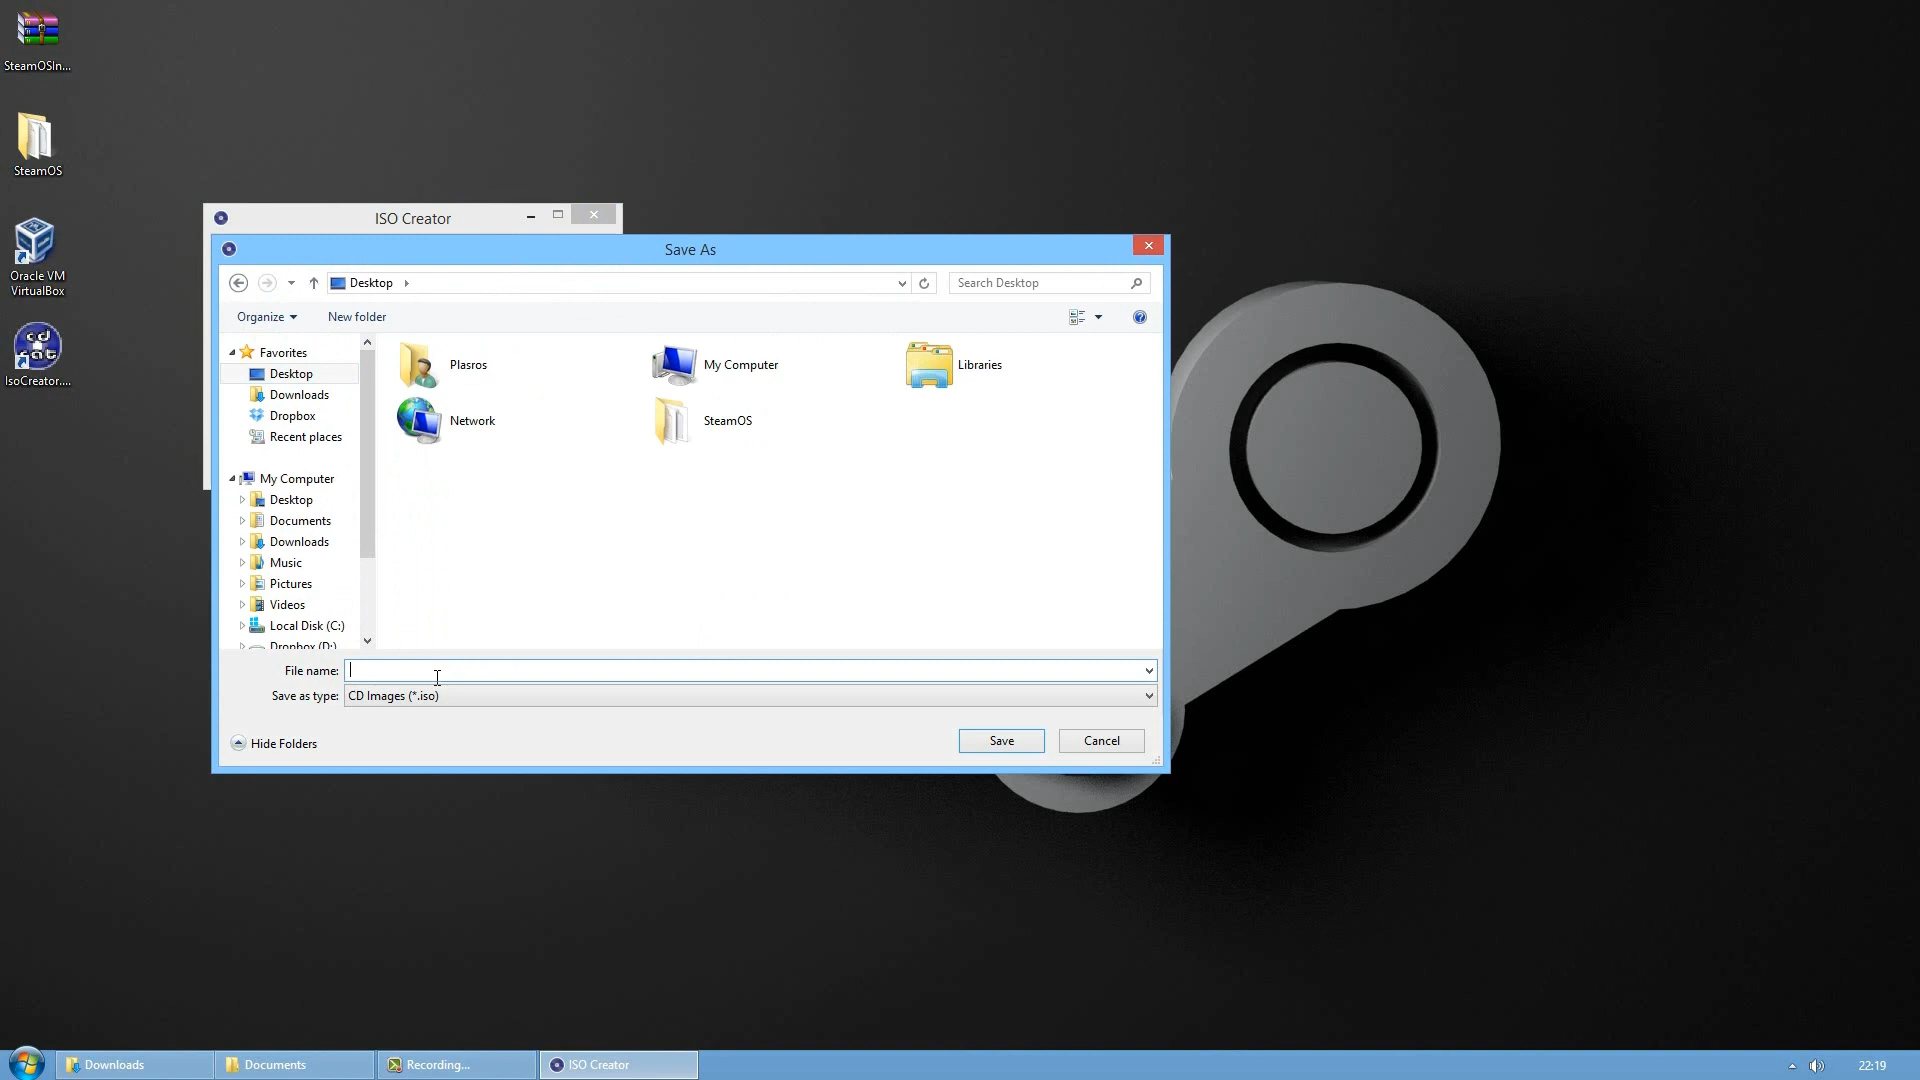 SteamOSIn...
SteamOS
Oracle VM
VirtualBox
cd
fat
IsoCreator....
ISO Creator
Save As
Desktop
Search Desktop
Organize
New folder
Favorites
Desktop
Downloads
Dropbox
Recent places
My Computer
Desktop
Documents
Downloads
Music
Pictures
Videos
Local Disk (C:)
Dropbox (D:)
Plasros
My Computer
Libraries
Network
SteamOS
File name:
Save as type: CD Images (*.iso)
Hide Folders
Save
Cancel
Downloads
Documents
Recording...
ISO Creator
22:19